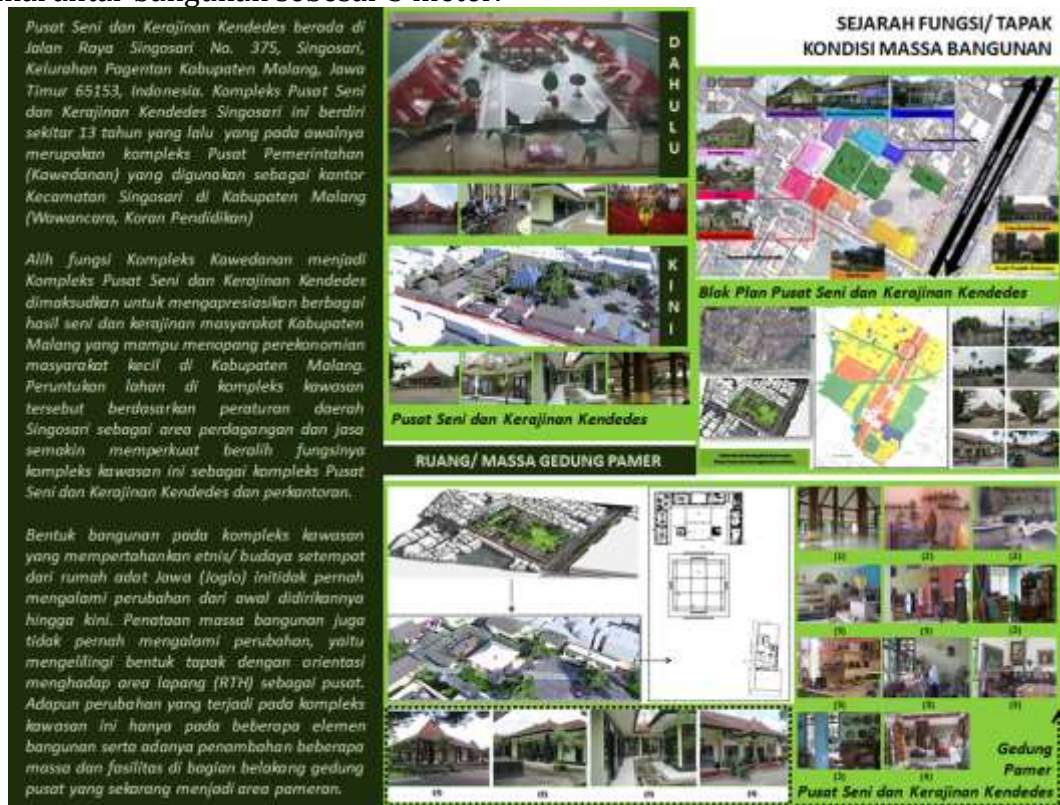 Pusat Seni dan Kerajinan Kendedes berada di
Jalan Raya Singosari No. 375, Singosari,
Kelurahan Pagentan Kabupaten Malang, Jawa
Timur 65153, Indonesia. Kompleks Pusat Seni
dan Kerajinan Kendedes Singosari ini berdiri
sekitar 13 tahun yang lalu yang pada awalnya
merupakan kompleks Pusat Pemerintahan
(Kawedanan) yang digunakan sebagai kantor
Kecamatan Singosari di Kabupaten Malang
(Wawancara, Koran Pendidikan)
Alih fungsi Kompleks Kawedanan menjadi
Kompleks Pusat Seni dan Kerajinan Kendedes
dimaksudkan untuk mengapresiasikan berbagai
hasil seni dan kerajinan masyarakat Kabupaten
Malang yang mampu menopang perekonomian
masyarakat kecil di Kabupaten Malang.
Peruntukan lahan di kompleks kawasan
tersebut berdasarkan peraturan daerah
Singosari sebagai area perdagangan dan jasa
semakin memperkuat beralih fungsinya
kompleks kawasan ini sebagai kompleks Pusat
Seni dan Kerajinan Kendedes dan perkantoran.
Bentuk bangunan pada kompleks kawasan
yang mempertahankan etnis/ budaya setempat
dari rumah adat Jawa (Joglo) initidak pernah
mengalami perubahan dari awal didirikannya
hingga kini. Penataan massa bangunan juga
tidak pernah mengalami perubahan, yaitu
mengelilingi bentuk tapak dengan orientasi
menghadap area lapang (RTH) sebagai pusat.
Adapun perubahan yang terjadi pada kompleks
kawasan ini hanya pada beberapa elemen
bangunan serta adanya penambahan beberapa
massa dan fasilitas di bagian belakang gedung
pusat yang sekarang menjadi area pameran.
DAHULU
KINI
Pusat Seni dan Kerajinan Kendedes
SEJARAH FUNGSI/ TAPAK
KONDISI MASSA BANGUNAN
Blok Plan Pusat Seni dan Kerajinan Kendedes
RUANG/ MASSA GEDUNG PAMER
Gedung
Pamer
Pusat Seni dan Kerajinan Kendedes